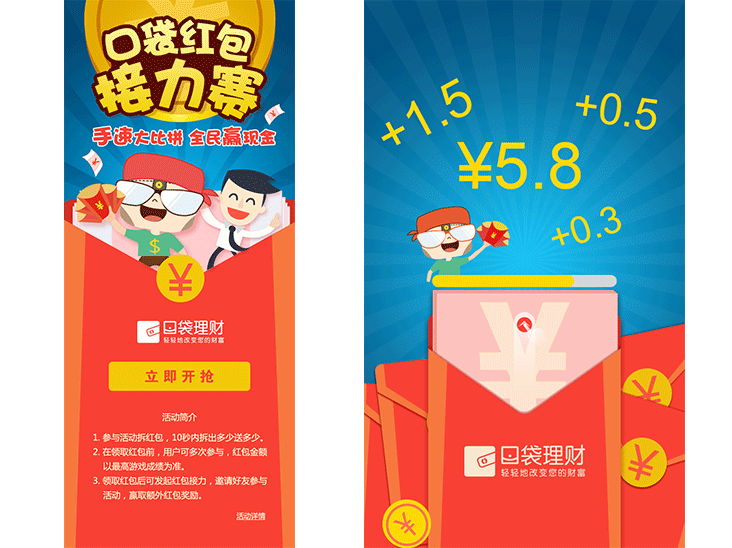 口袋红包
接力赛
手速大比拼 全民赢现金
¥
$
¥
口袋理财
轻轻地改变您的财富
立即开抢
活动简介
1. 参与活动拆红包，10秒内拆出多少送多少。
2. 在领取红包前，用户可多次参与，红包金额
以最高游戏成绩为准。
3. 领取红包后可发起红包接力，邀请好友参与
活动，赢取额外红包奖励。
活动详情
+1.5
+0.5
¥5.8
+0.3
¥
¥
¥
口袋理财
轻轻地改变您的财富
¥
¥